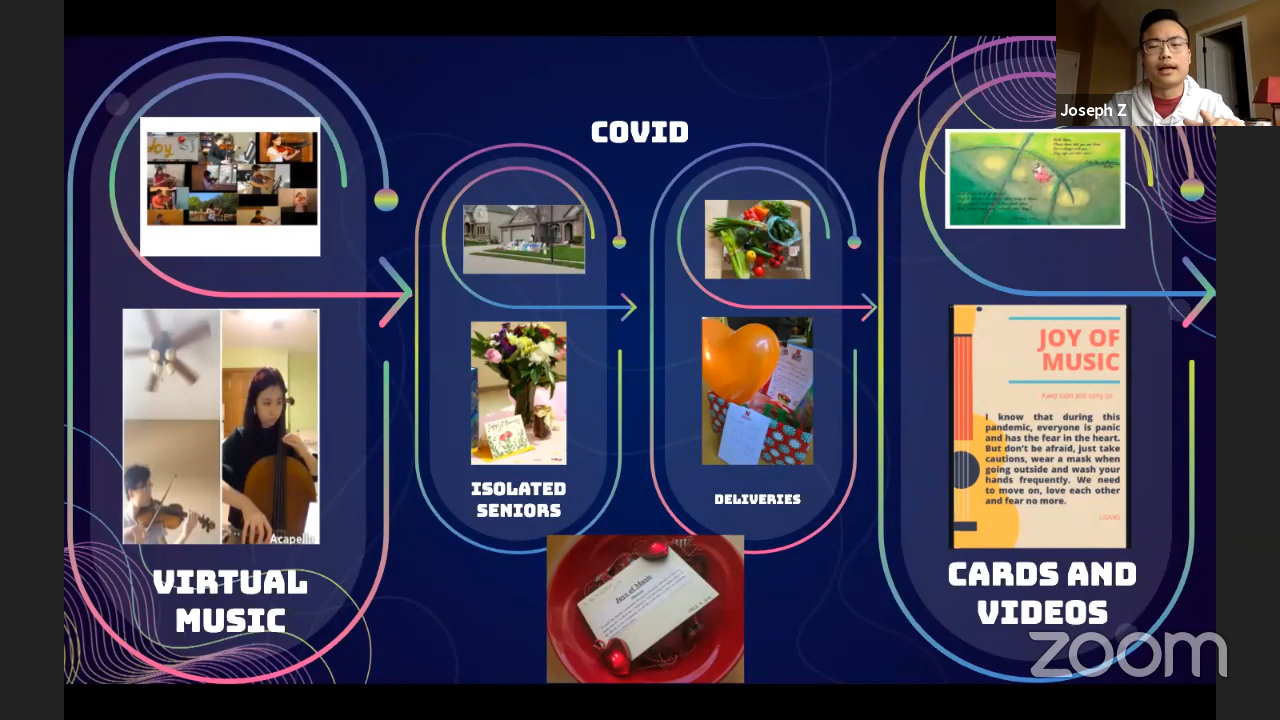 Joseph Z
COVID
Joy
Acapella
VIRTUAL
MUSIC
ISOLATED
SENIORS
DELIVERIES
Joys of Music
JOY OF
MUSIC
Keep calm and carry on
I know that during this
pandemic, everyone is panic
and has the fear in the heart.
But don't be afraid, just take
cautions, wear a mask when
going outside and wash your
hands frequently. We need
to move on, love each other
and fear no more.
CARDS AND
VIDEOS
zoom